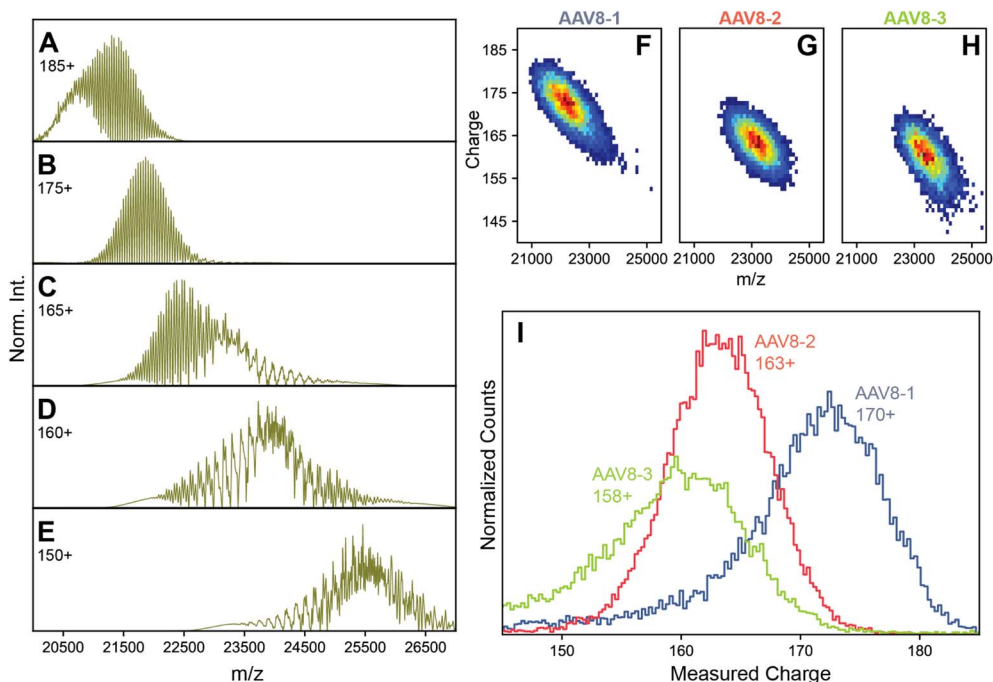 A
185+
B
175+
C
165+
D
160+
E
150+
Norm. Int.
20500 21500 22500 23500 24500 25500 26500
m/z
AAV8-1 AAV8-2 AAV8-3
F G H
185
175
165
155
145
Charge
21000 23000 25000 21000 23000 25000 21000 23000 25000
m/z
I
AAV8-2
163+
AAV8-1
170+
AAV8-3
158+
Normalized Counts
150 160 170 180
Measured Charge